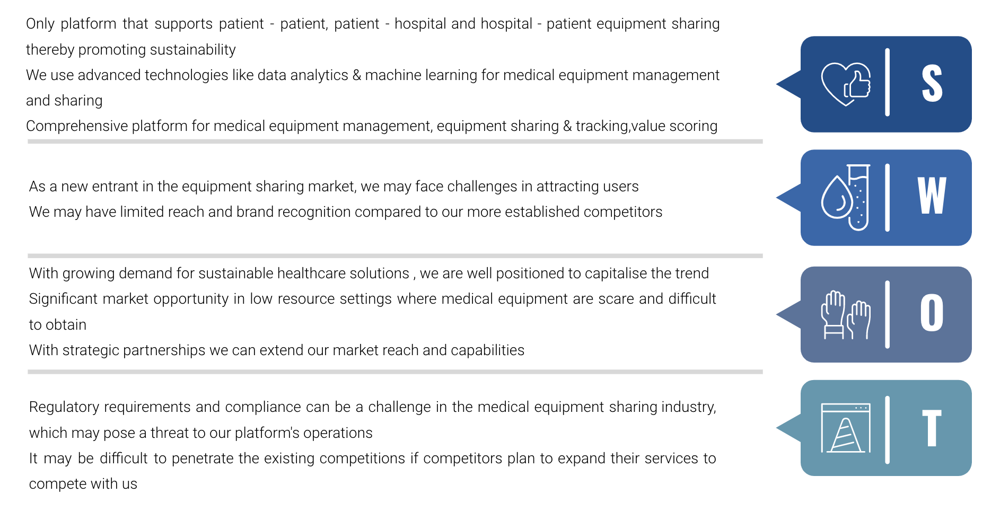 Only platform that supports patient - patient, patient - hospital and hospital - patient equipment sharing
thereby promoting sustainability
We use advanced technologies like data analytics & machine learning for medical equipment management
and sharing
Comprehensive platform for medical equipment management, equipment sharing & tracking,value scoring
S
As a new entrant in the equipment sharing market, we may face challenges in attracting users
We may have limited reach and brand recognition compared to our more established competitors
W
With growing demand for sustainable healthcare solutions , we are well positioned to capitalise the trend
Significant market opportunity in low resource settings where medical equipment are scare and difficult
to obtain
With strategic partnerships we can extend our market reach and capabilities
O
Regulatory requirements and compliance can be a challenge in the medical equipment sharing industry,
which may pose a threat to our platform's operations
It may be difficult to penetrate the existing competitions if competitors plan to expand their services to
compete with us
T